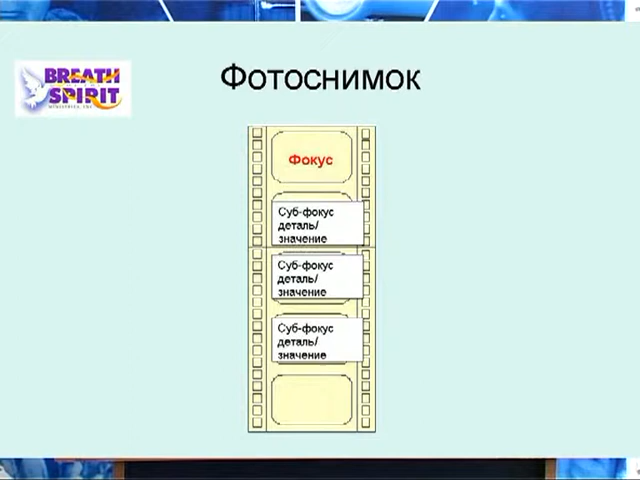 Фотоснимок
BREATH
SPIRIT
Фокус
Суб-фокус
деталь/
значение
Суб-фокус
деталь/
значение
Суб-фокус
деталь/
значение